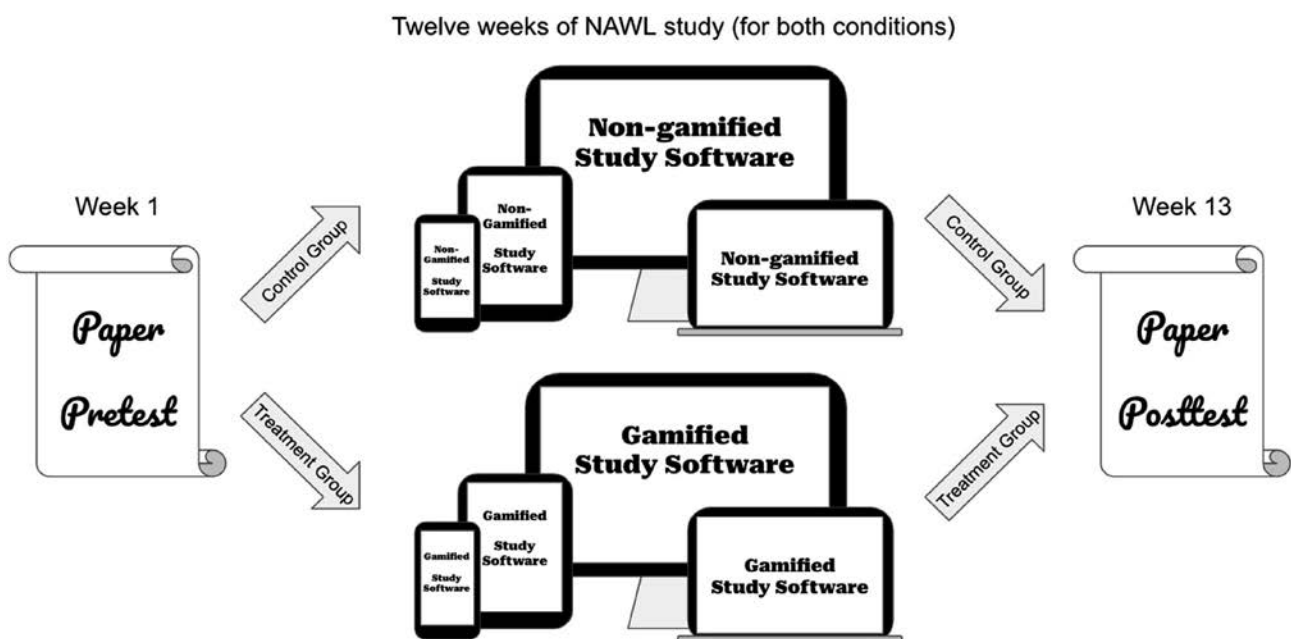 Twelve weeks of NAWL study (for both conditions)
Week 1
Paper
Pretest
Control Group
Treatment Group
Non-gamified
Study Software
Non-
Gamified
Study
Software
Non-
Gamified
Study
Software
Non-gamified
Study Software
Gamified
Study Software
Gamified
Study
Software
Gamified
Study
Software
Gamified
Study Software
Control Group
Treatment Group
Week 13
Paper
Posttest